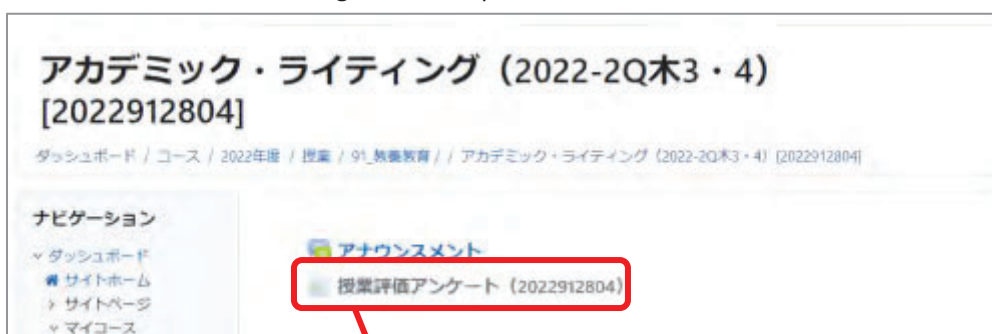 アカデミック・ライティング（2022-2Q木3・4）
[2022912804]
ダッシュボード / コース / 2022年度 / 授業 / 91_教養教育 / / アカデミック・ライティング（2022-2Q木3・4）[2022912804]
ナビゲーション
ダッシュボード
サイトホーム
サイトページ
マイコース
アナウンスメント
授業評価アンケート（2022912804）